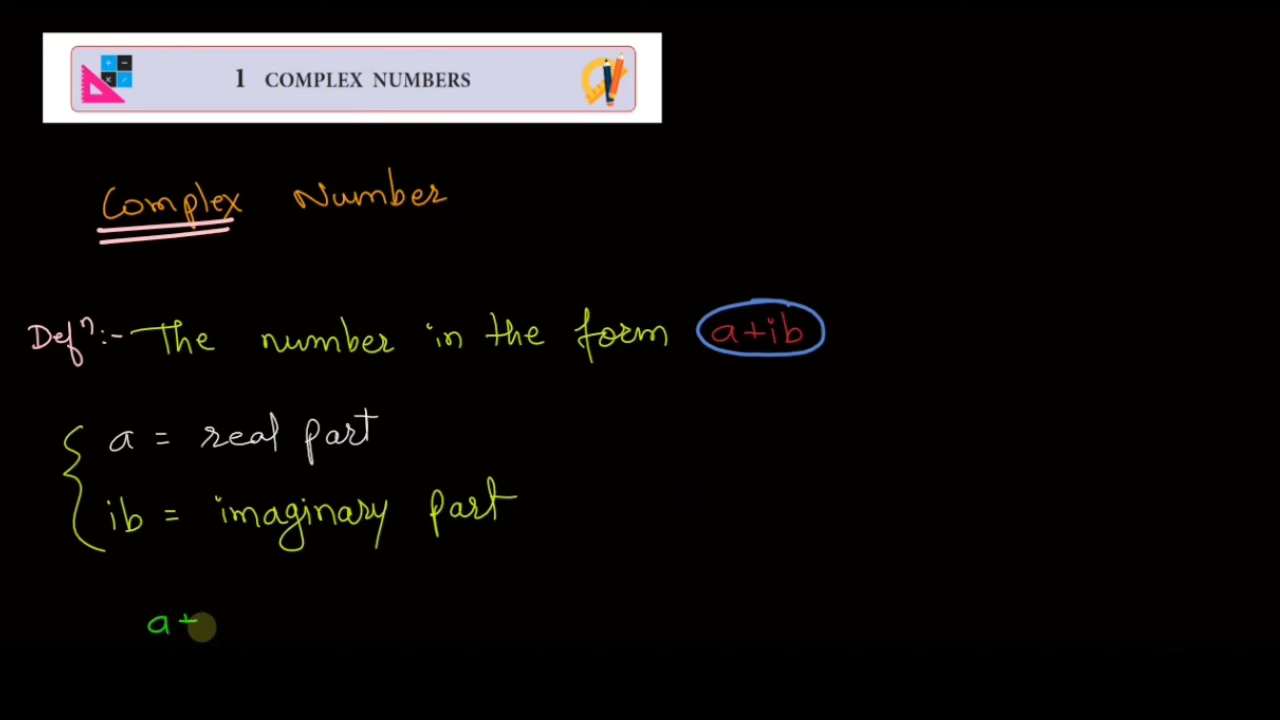 1 COMPLEX NUMBERS
Complex Number
Defⁿ:- The number in the form a+ib
a = real part
ib = imaginary part
a+